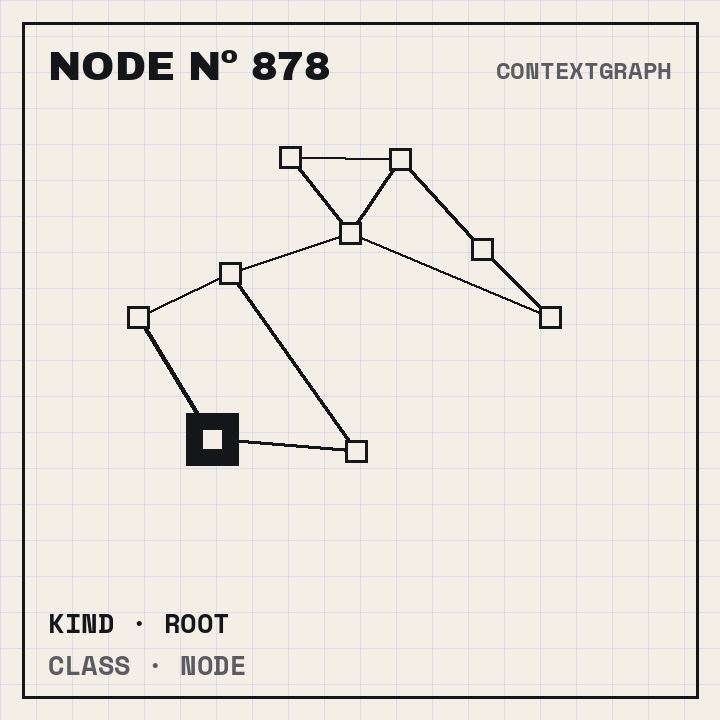 NODE Nº 878
CONTEXTGRAPH
KIND · ROOT
CLASS · NODE